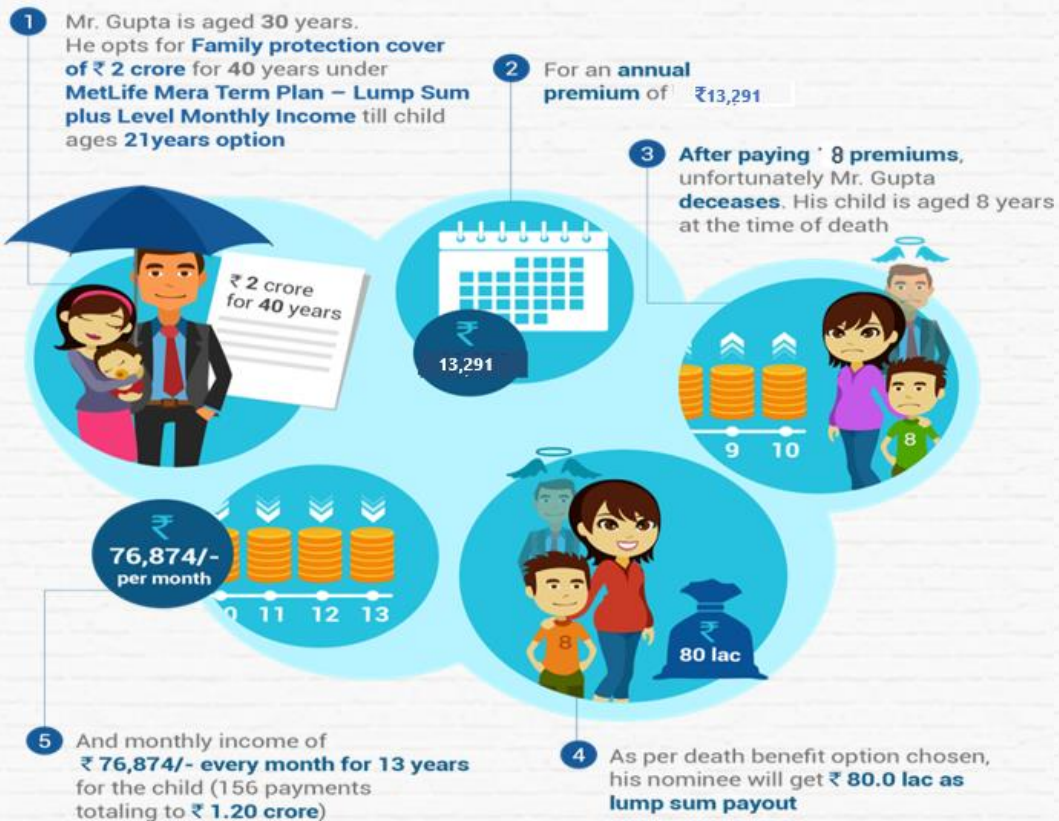 1
Mr. Gupta is aged 30 years.
He opts for Family protection cover
of ₹ 2 crore for 40 years under
MetLife Mera Term Plan – Lump Sum
plus Level Monthly Income till child
ages 21years option
2
For an annual
premium of ₹13,291
3
After paying 8 premiums,
unfortunately Mr. Gupta
deceases. His child is aged 8 years
at the time of death
₹ 2 crore
for 40 years
₹
13,291
9 10
8
₹
76,874/-
per month
0 11 12 13
8
₹
80 lac
5
And monthly income of
₹ 76,874/- every month for 13 years
for the child (156 payments
totaling to ₹ 1.20 crore)
4
As per death benefit option chosen,
his nominee will get ₹ 80.0 lac as
lump sum payout